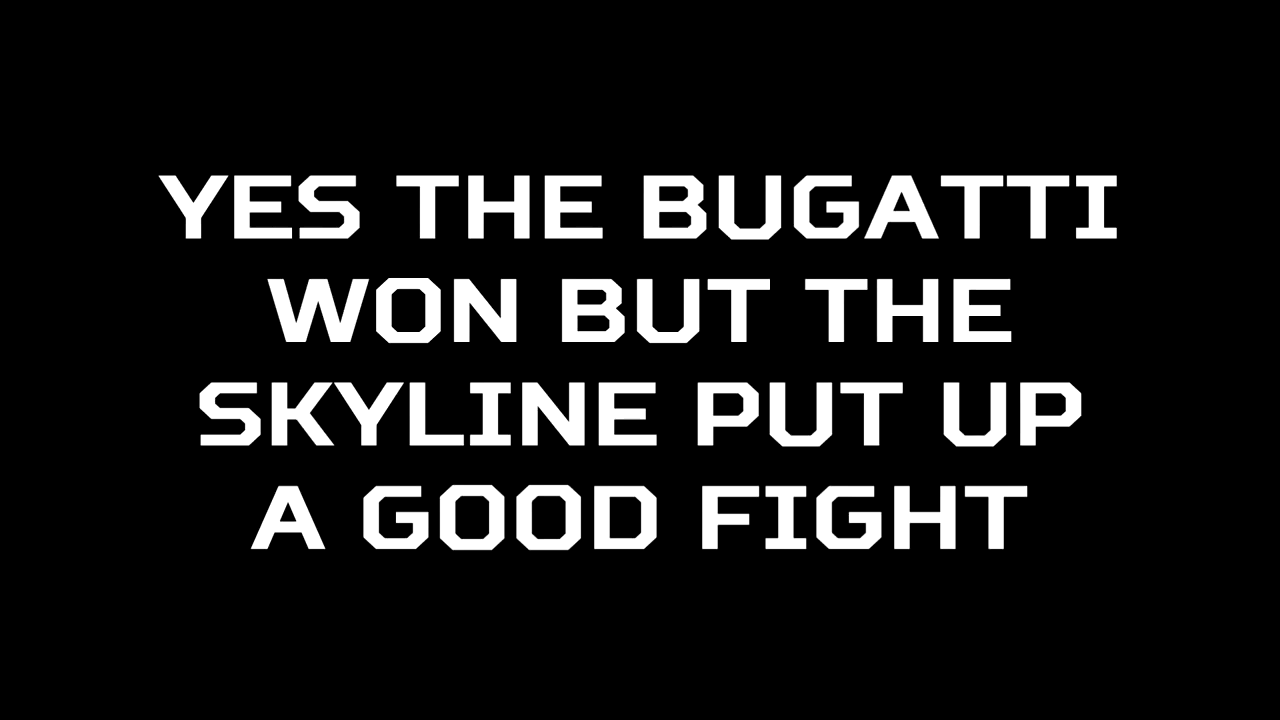 YES THE BUGATTI
WON BUT THE
SKYLINE PUT UP
A GOOD FIGHT